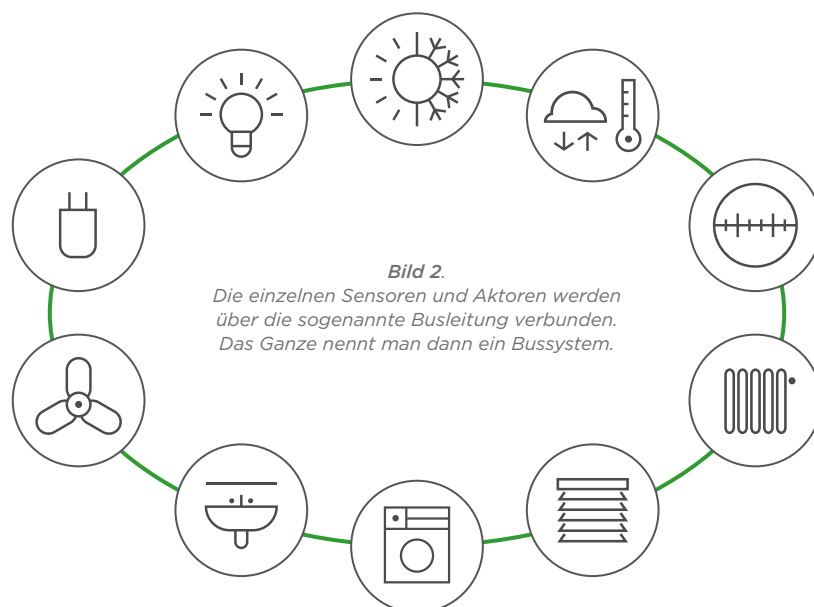 Bild 2.
Die einzelnen Sensoren und Aktoren werden
über die sogenannte Busleitung verbunden.
Das Ganze nennt man dann ein Bussystem.